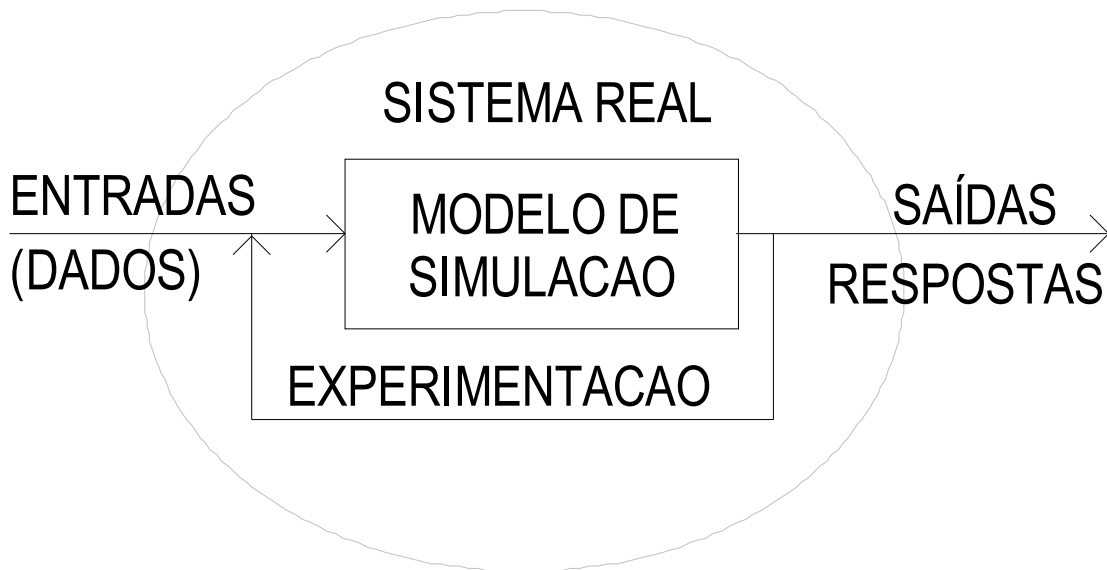 SISTEMA REAL
ENTRADAS
(DADOS)
MODELO DE
SIMULACAO
SAÍDAS
RESPOSTAS
EXPERIMENTACAO